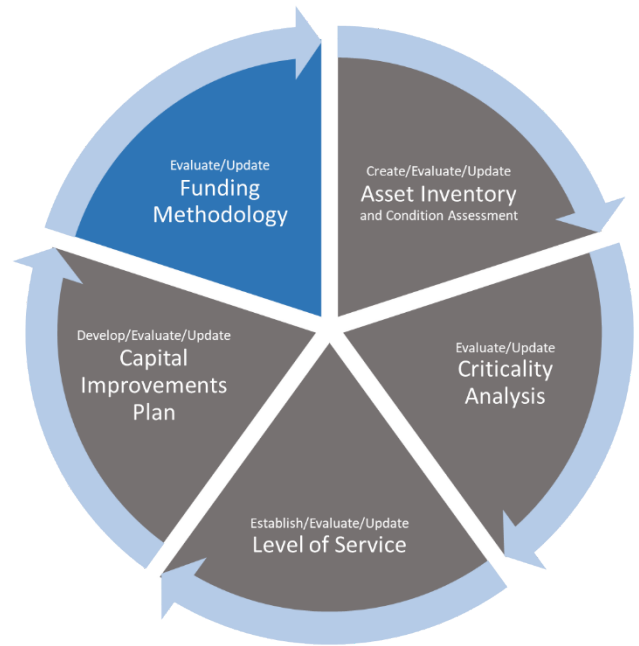 Evaluate/Update
Funding
Methodology
Create/Evaluate/Update
Asset Inventory
and Condition Assessment
Develop/Evaluate/Update
Capital
Improvements
Plan
Evaluate/Update
Criticality
Analysis
Establish/Evaluate/Update
Level of Service